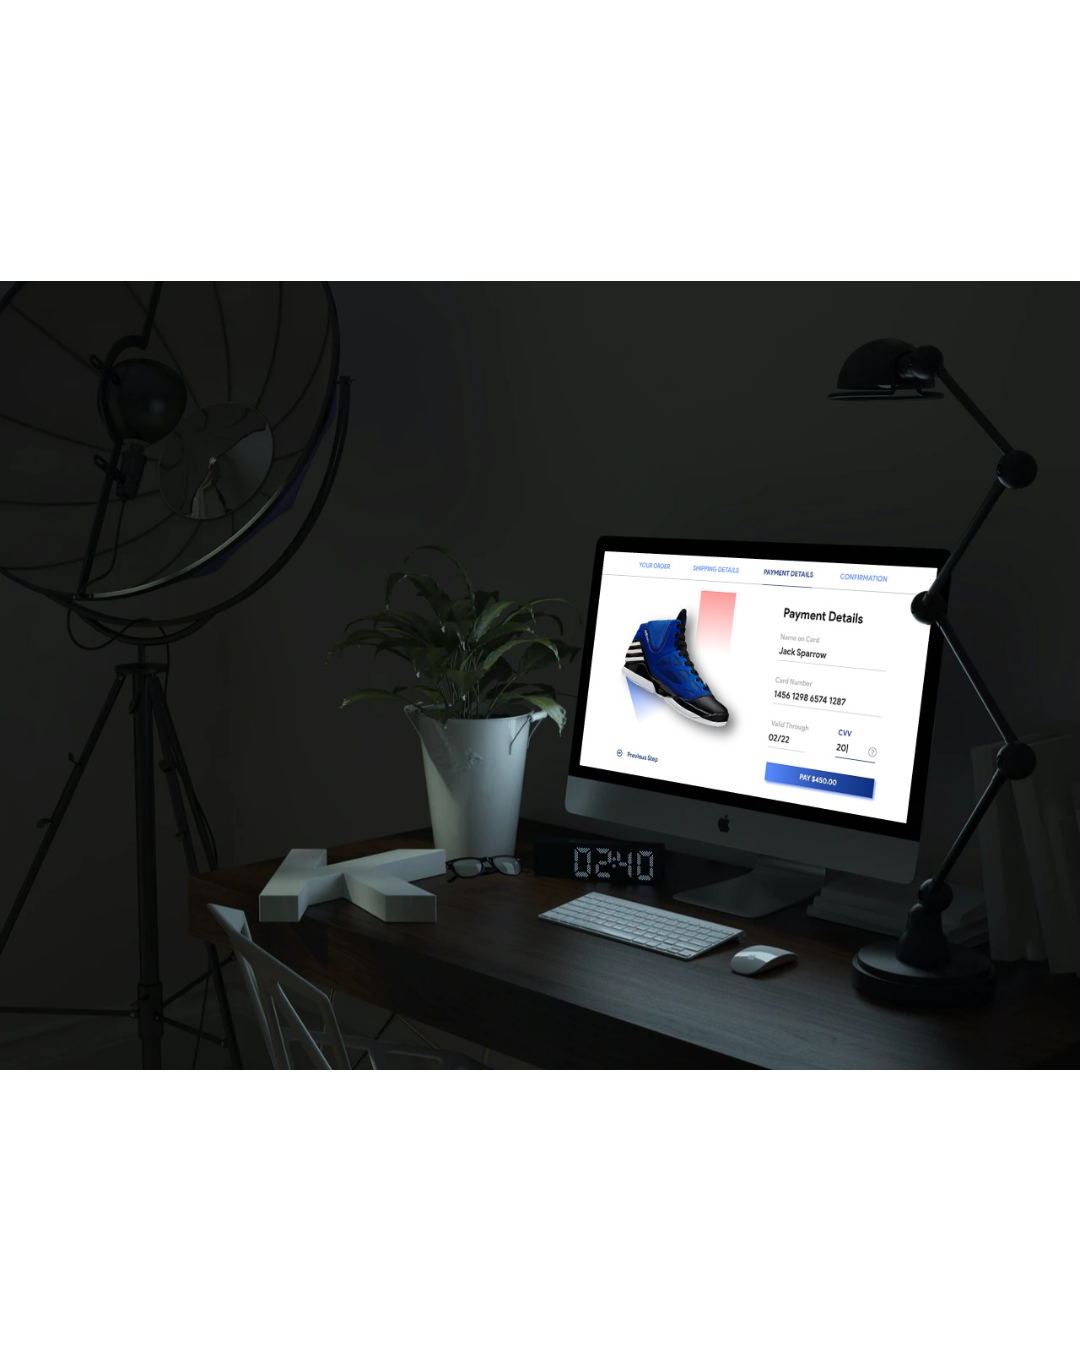 YOUR ORDER
SHIPPING DETAILS
PAYMENT DETAILS
CONFIRMATION
Payment Details
Name on Card
Jack Sparrow
Card Number
1456 1298 6574 1287
Valid Through
CVV
02/22
20
Previous Step
PAY $450.00
02:40